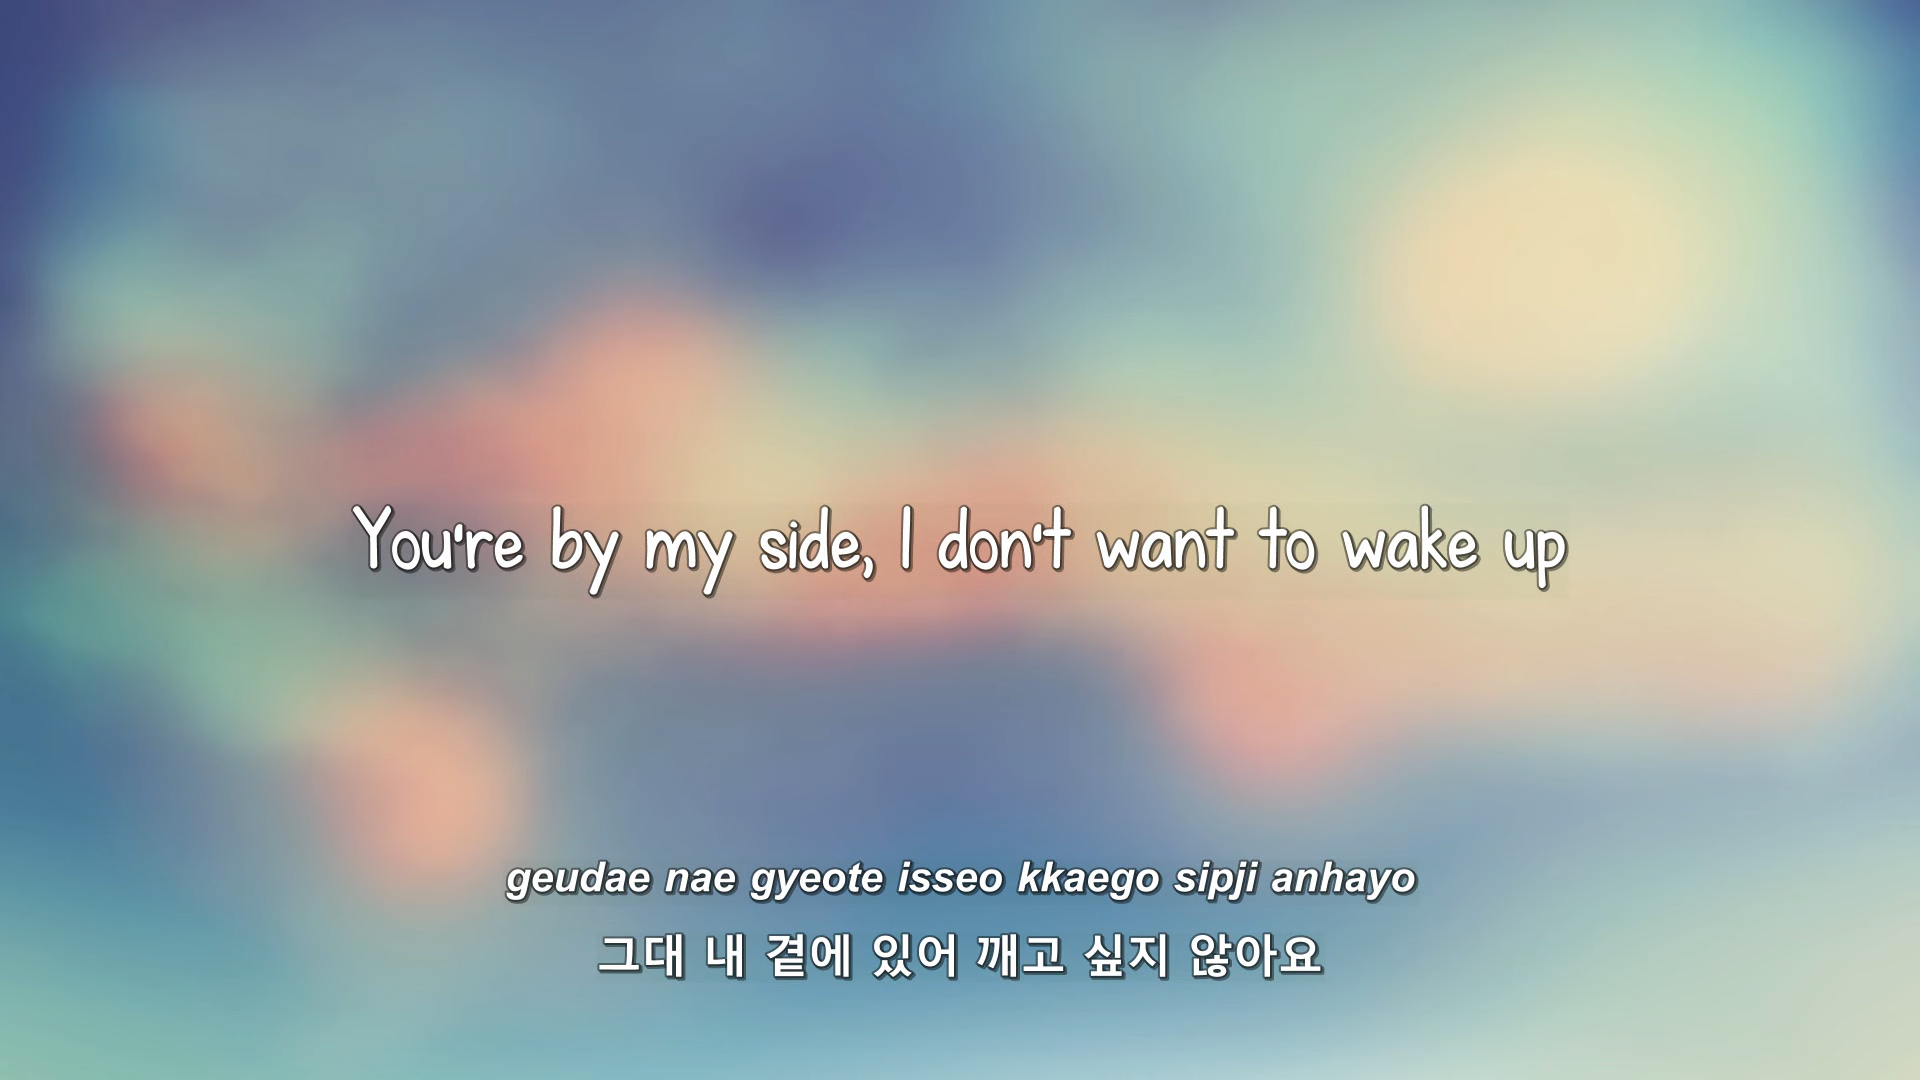 You're by my side, I don't want to wake up
geudae nae gyeote isseo kkaego sipji anhayo
그대 내 곁에 있어 깨고 싶지 않아요